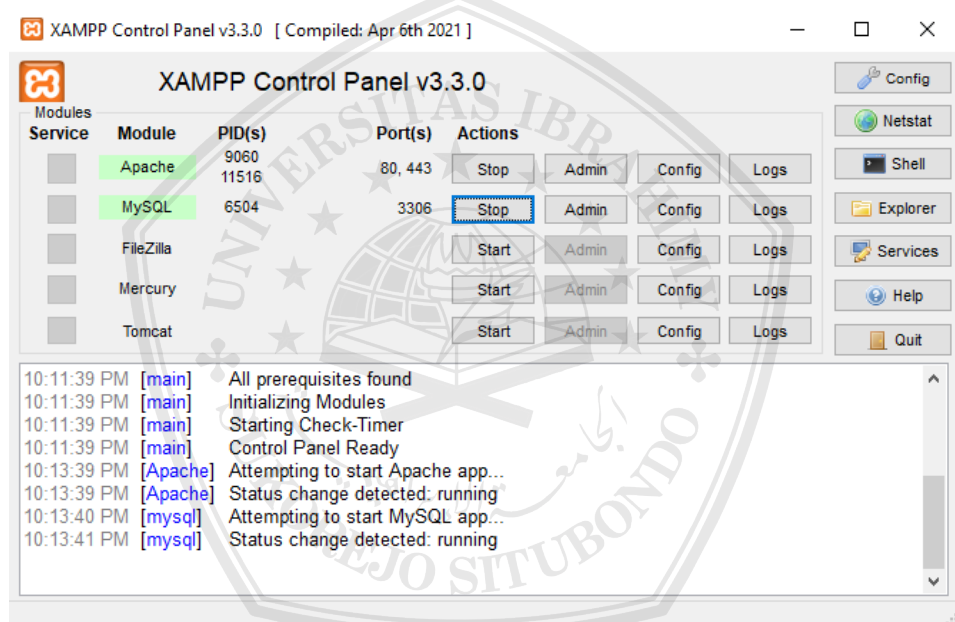 XAMPP Control Panel v3.3.0 [ Compiled: Apr 6th 2021 ]
XAMPP Control Panel v3.3.0
Config
Modules
Service Module PID(s) Port(s) Actions
Netstat
Apache 9060 11516 80, 443 Stop Admin Config Logs
Shell
MySQL 6504 3306 Stop Admin Config Logs
Explorer
FileZilla Start Admin Config Logs
Services
Mercury Start Admin Config Logs
Help
Tomcat Start Admin Config Logs
Quit
10:11:39 PM [main] All prerequisites found
10:11:39 PM [main] Initializing Modules
10:11:39 PM [main] Starting Check-Timer
10:11:39 PM [main] Control Panel Ready
10:13:39 PM [Apache] Attempting to start Apache app...
10:13:39 PM [Apache] Status change detected: running
10:13:40 PM [mysql] Attempting to start MySQL app...
10:13:41 PM [mysql] Status change detected: running
UNIVERSITAS IBRAHIMY
SUKOREJO SITUBONDO